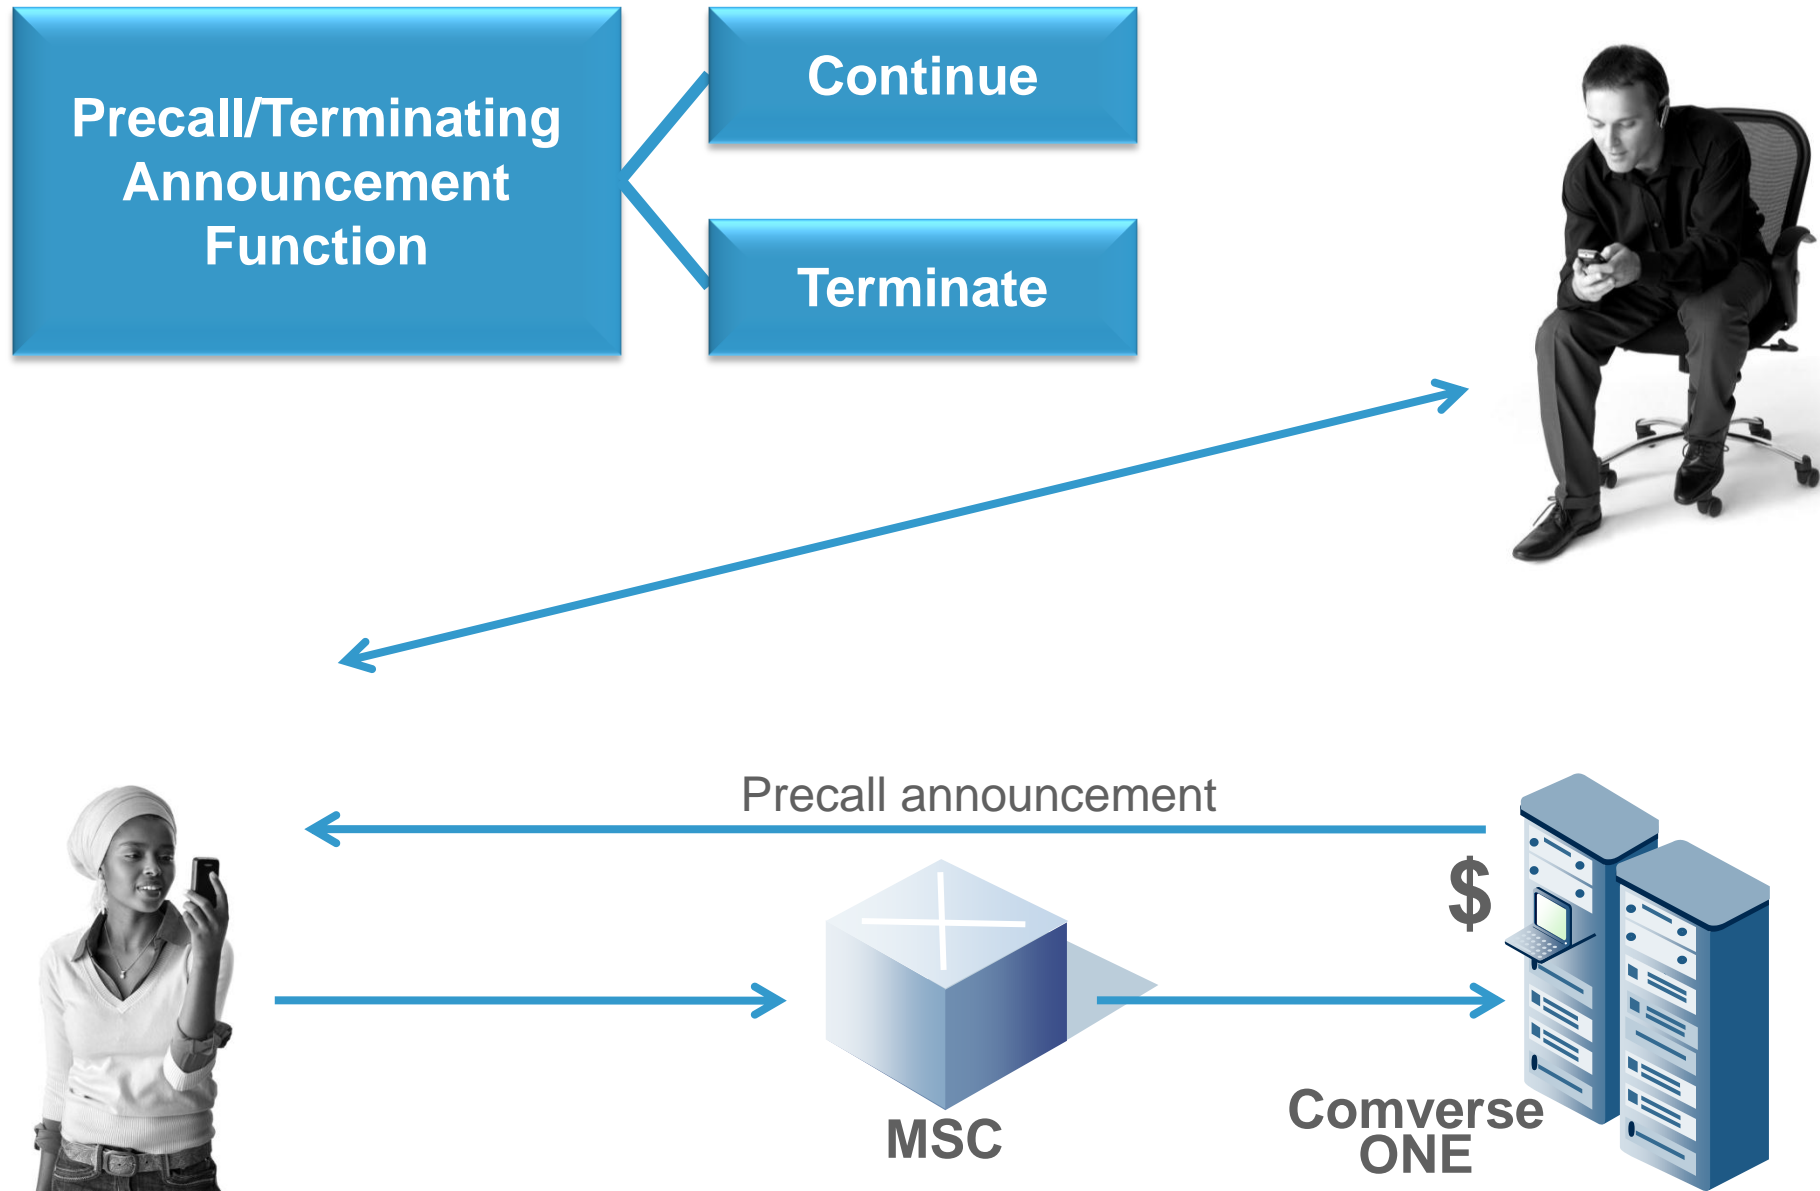 Precall/Terminating
Announcement
Function
Continue
Terminate
Precall announcement
$
MSC
Comverse
ONE